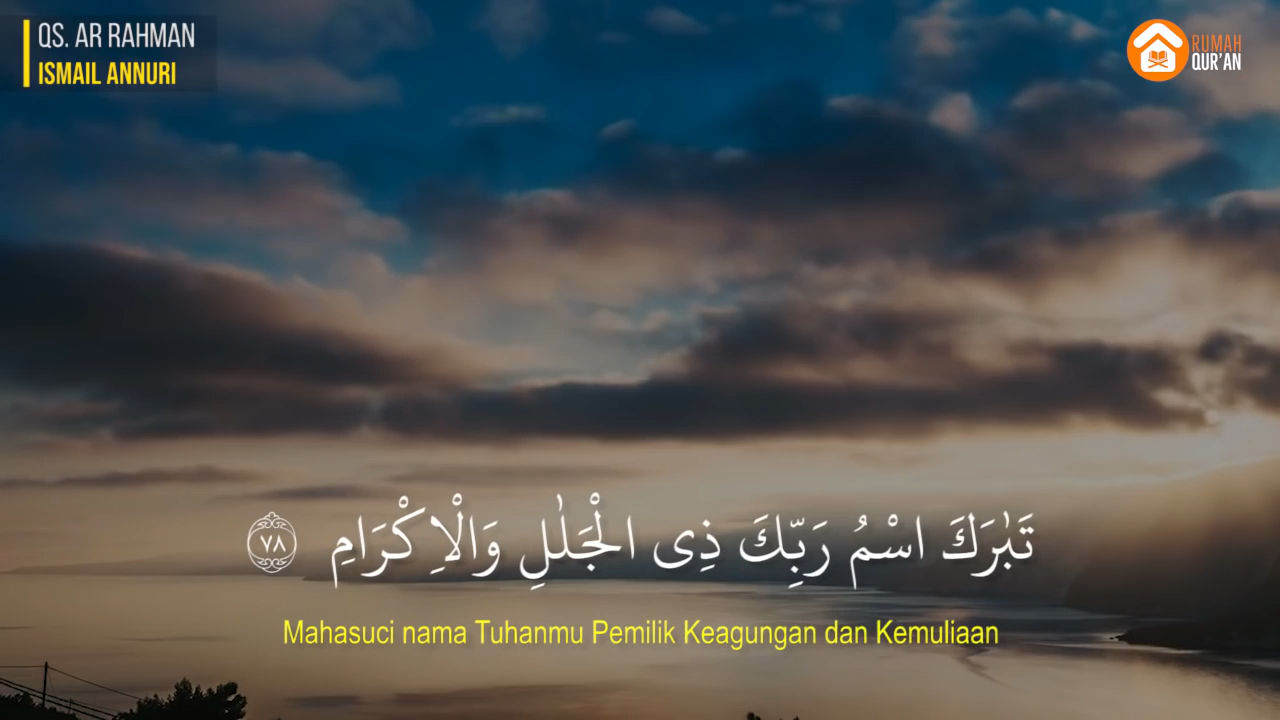 QS. AR RAHMAN
ISMAIL ANNURI
RUMAH
QUR'AN
تَبٰرَكَ اسْمُ رَبِّكَ ذِى الْجَلٰلِ وَالْاِكْرَامِ ٧٨
Mahasuci nama Tuhanmu Pemilik Keagungan dan Kemuliaan